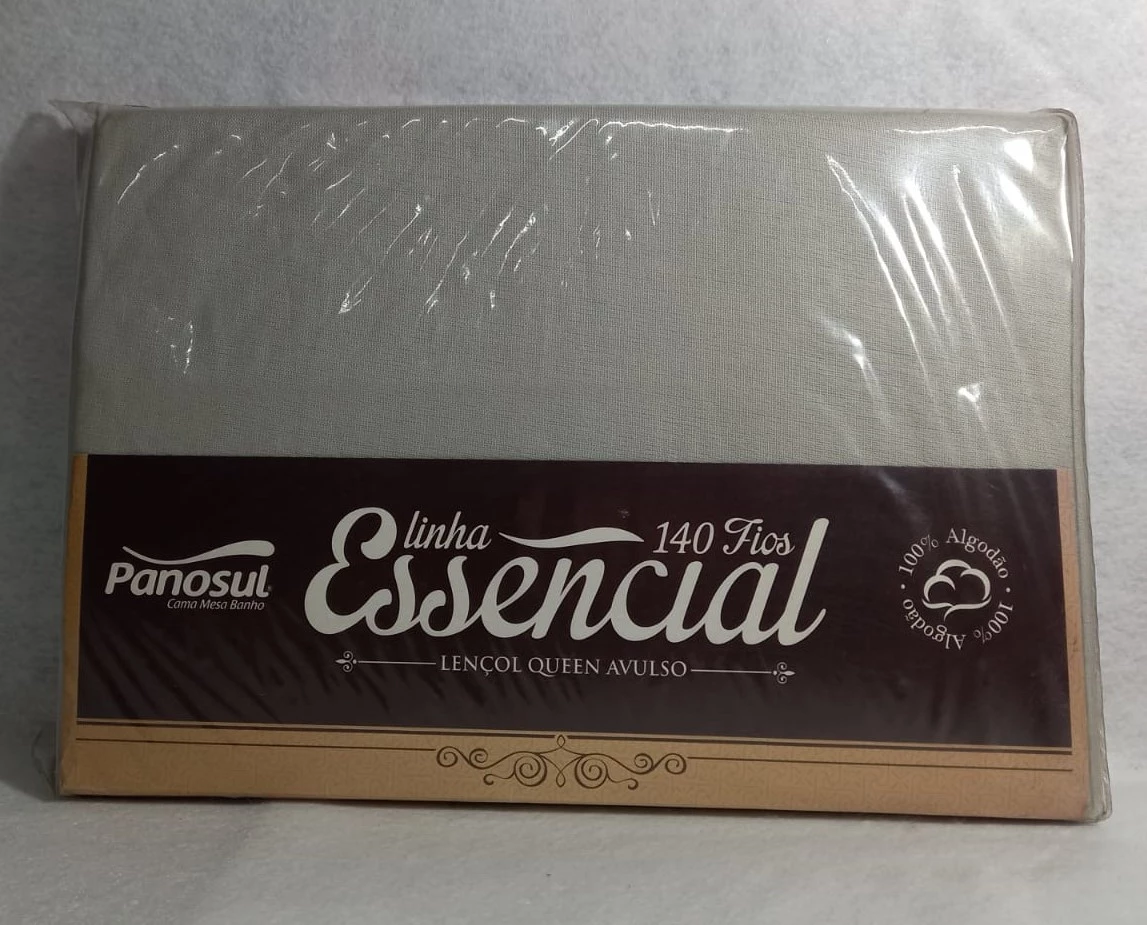 linha
140 Fios
Essencial
Panosul
Cama Mesa Banho
LENÇOL QUEEN AVULSO
100% Algodão · 100% Algodão ·